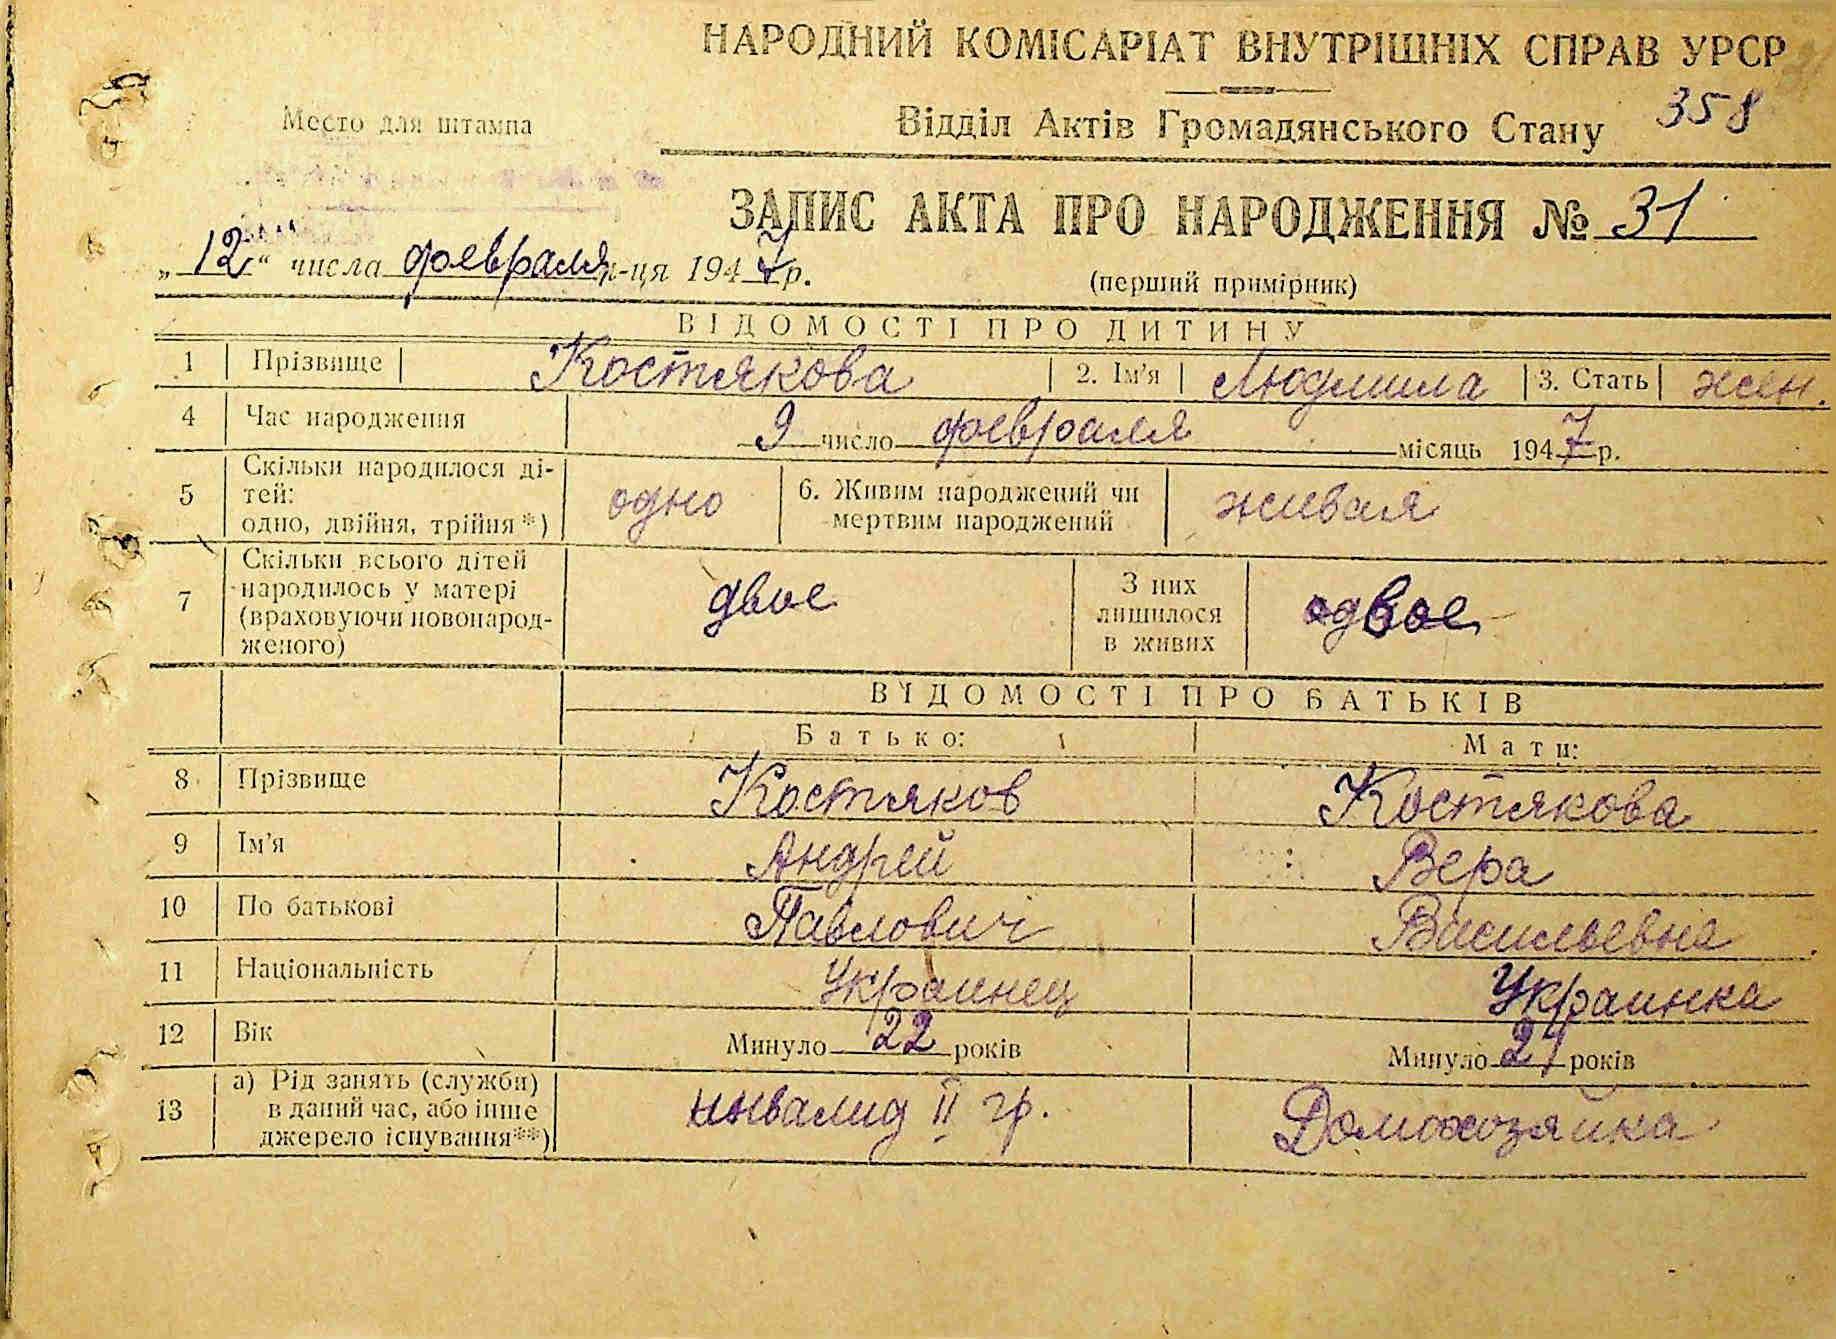 НАРОДНИЙ КОМІСАРІАТ ВНУТРІШНІХ СПРАВ УРСР
Место для штампа
Відділ Актів Громадянського Стану 358
ЗАПИС АКТА ПРО НАРОДЖЕННЯ № 31
„12“ числа февраля м-ця 1947 р.
(перший примірник)
ВІДОМОСТІ ПРО ДИТИНУ
1 Прізвище Костякова 2. Ім'я Людмила 3. Стать жен.
4 Час народження 9 число февраля місяць 1947 р.
5 Скільки народилося ді-
тей:
одно, двійня, трійня*) одно 6. Живим народжений чи
мертвим народжений живая
7 Скільки всього дітей
народилось у матері
(враховуючи новонарод-
женого) двое З них
лишилося
в живих двое
ВІДОМОСТІ ПРО БАТЬКІВ
Батько: Мати:
8 Прізвище Костяков Костякова
9 Ім'я Андрей Вера
10 По батькові Павлович Васильевна
11 Національність Украинец Украинка
12 Вік Минуло 22 років Минуло 21 років
13 а) Рід занять (служби)
в даний час, або інше
джерело існування**) инвалид II гр. Домохозяйка